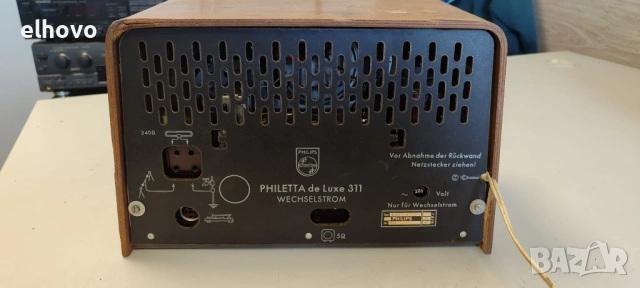 elhovo
240Ω
PHILIPS
Vor Abnahme der Rückwand
Netzstecker ziehen!
PHILETTA de Luxe 311
WECHSELSTROM
~ Volt
Nur für Wechselstrom
PHILIPS
5Ω
BAZAR